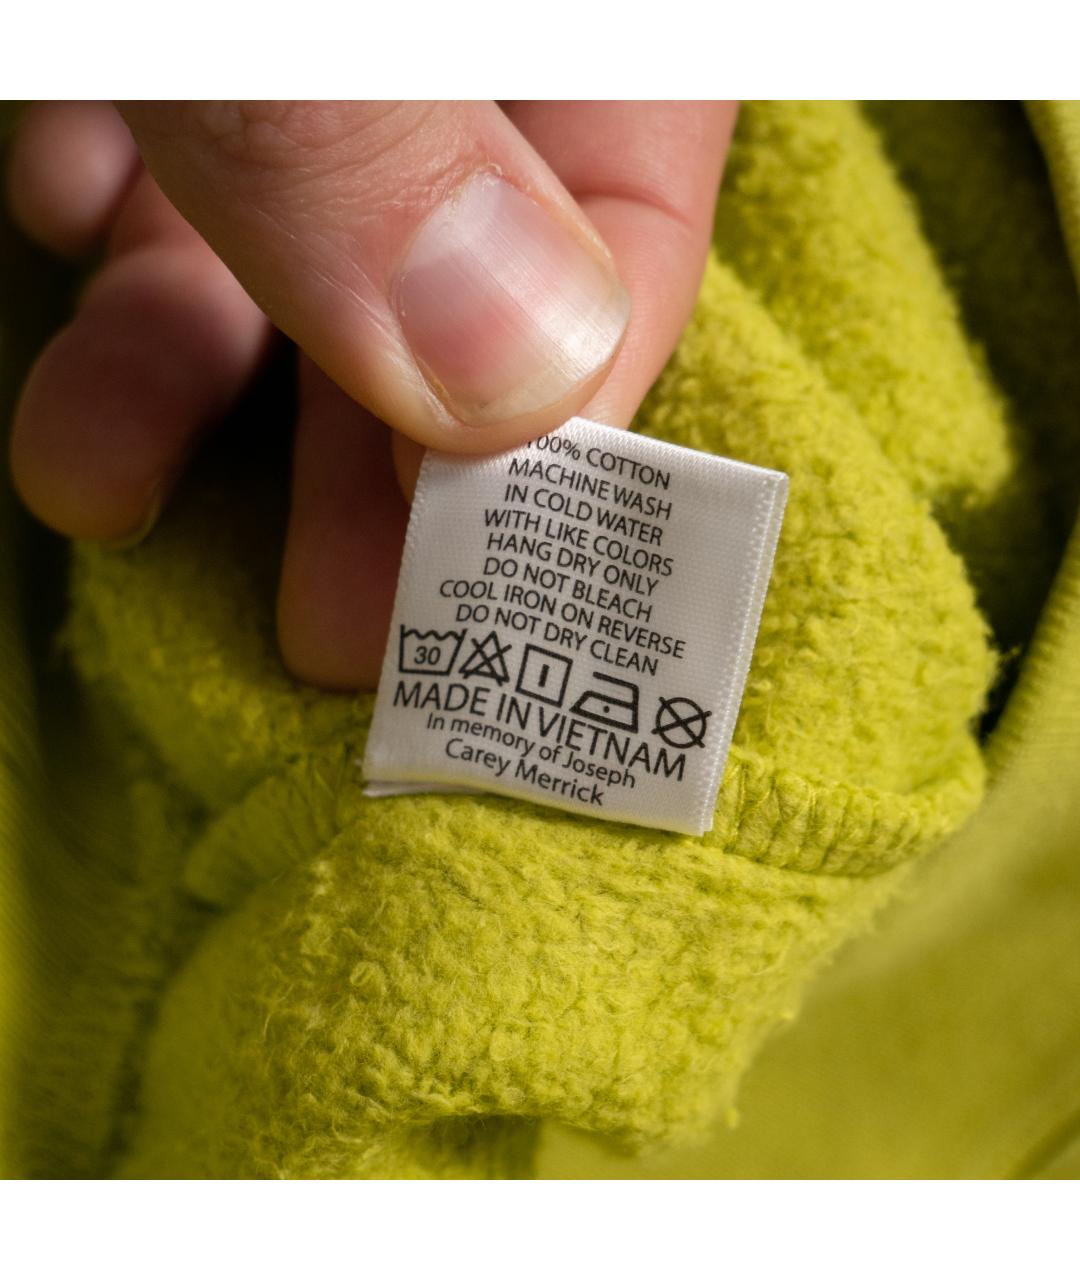 100% COTTON
MACHINE WASH
IN COLD WATER
WITH LIKE COLORS
HANG DRY ONLY
DO NOT BLEACH
COOL IRON ON REVERSE
DO NOT DRY CLEAN
30
MADE IN VIETNAM
In memory of Joseph
Carey Merrick